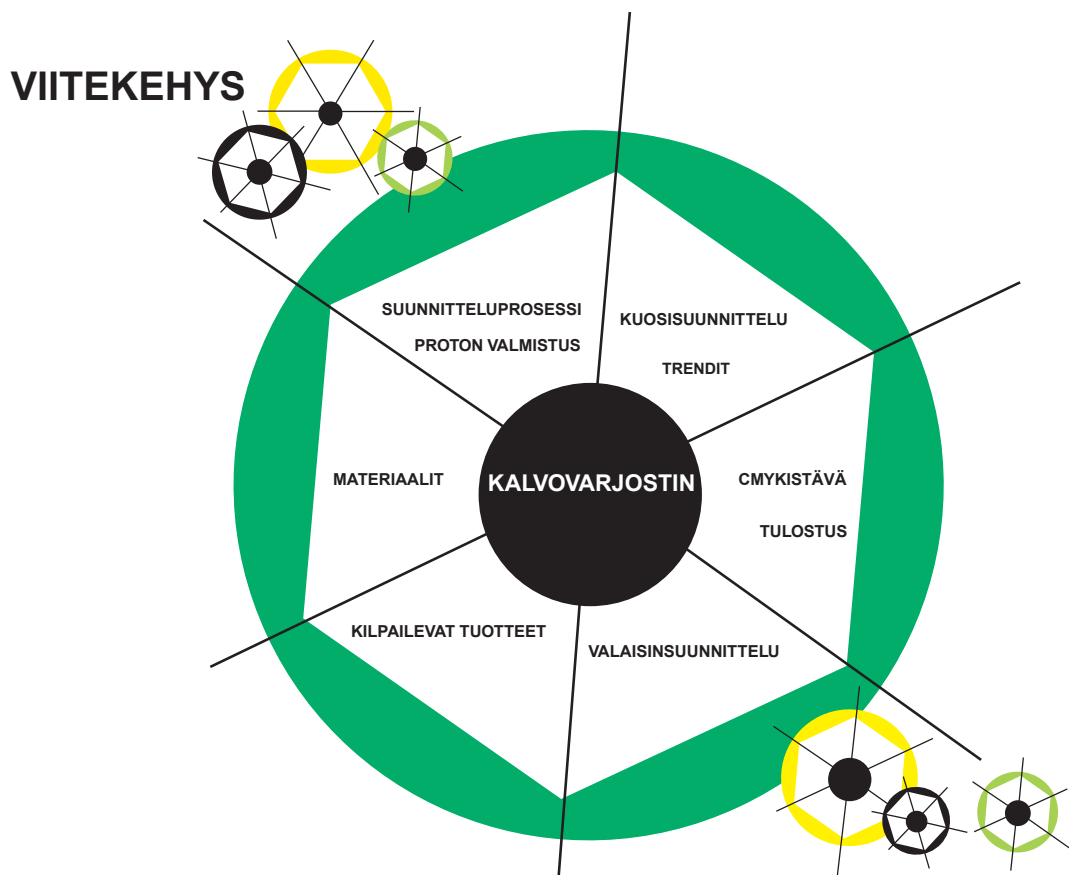 VIITEKEHYS
SUUNNITTELUPROSESSI
PROTON VALMISTUS
KUOSISUUNNITTELU
TRENDIT
MATERIAALIT
KALVOVARJOSTIN
CMYKISTÄVÄ
TULOSTUS
KILPAILEVAT TUOTTEET
VALAISINSUUNNITTELU